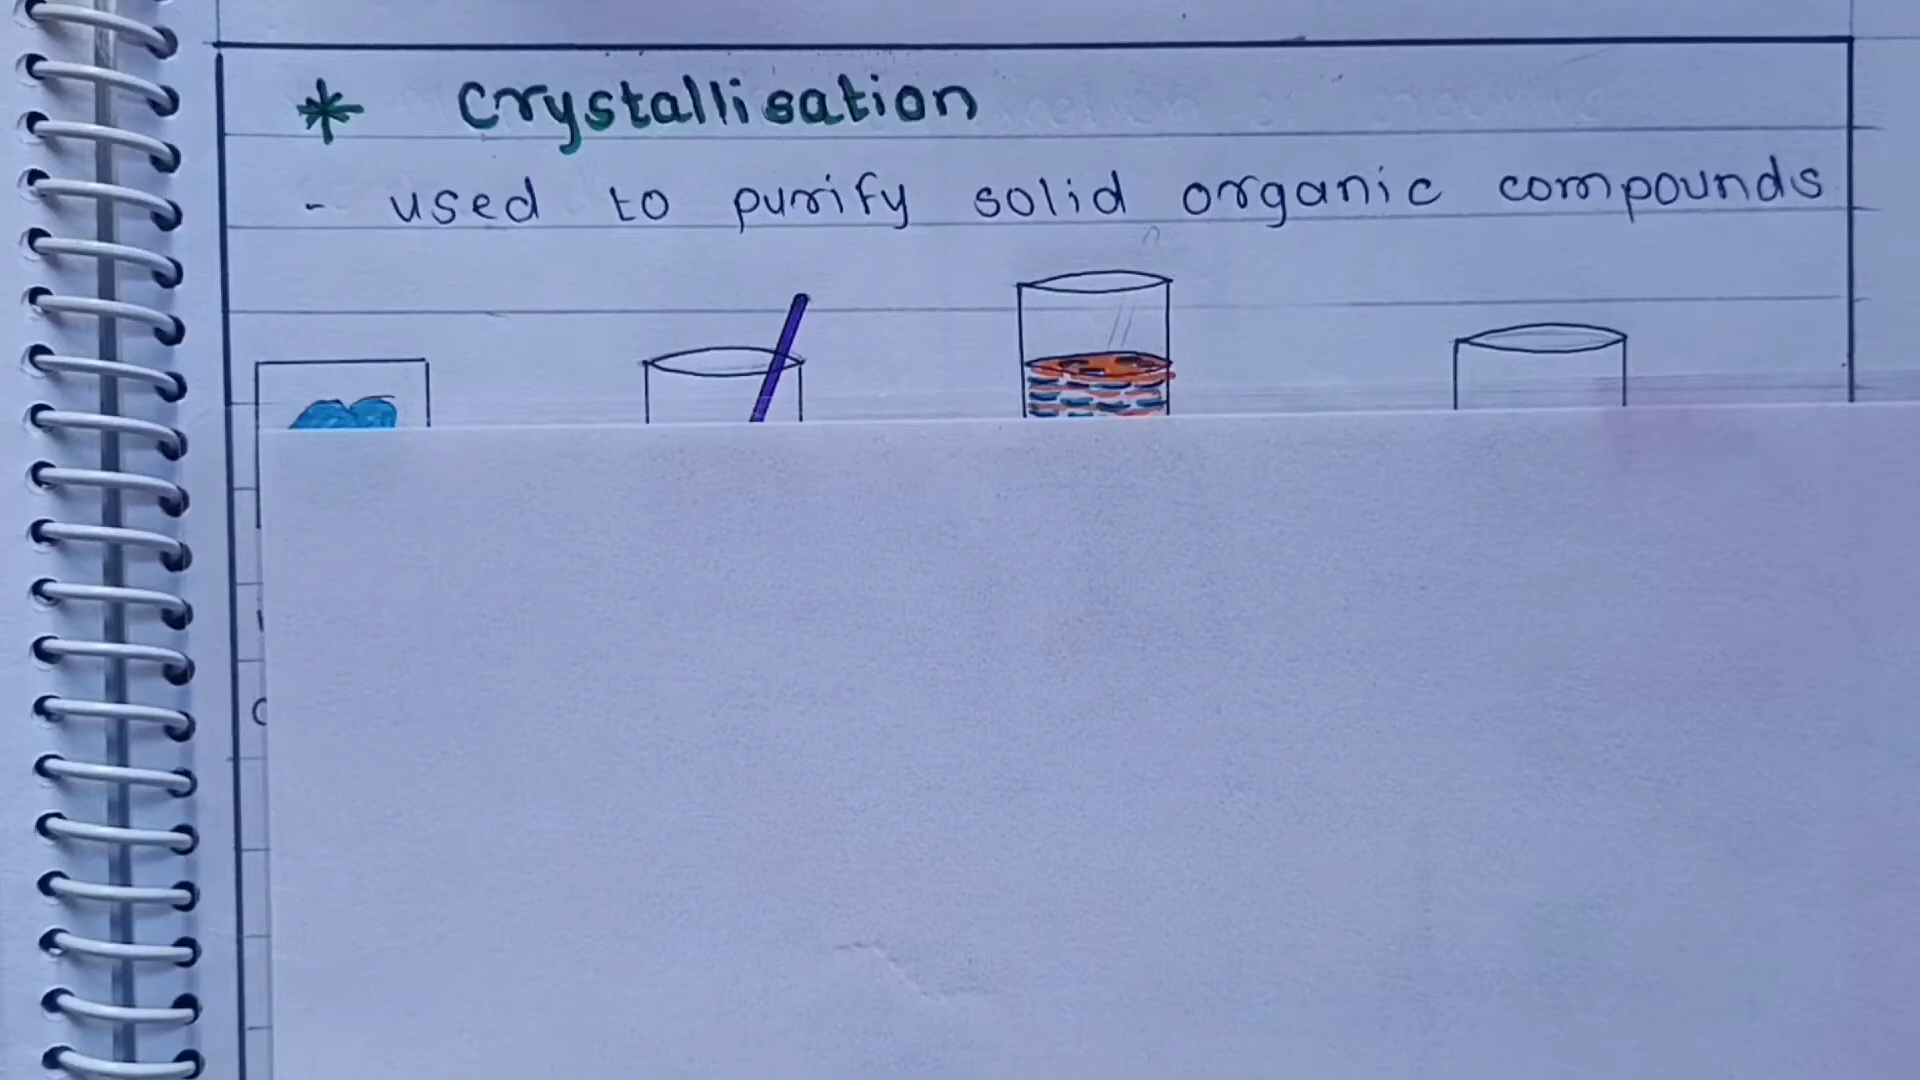 * Crystallisation
- used to purify solid organic compounds